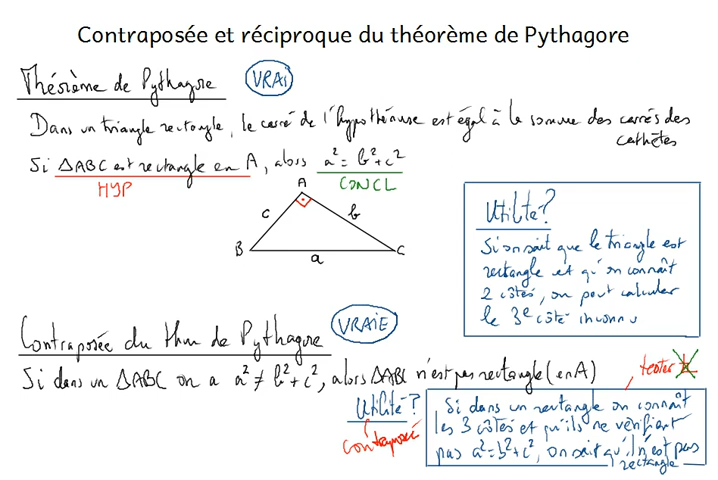 Contraposée et réciproque du théorème de Pythagore
Théorème de Pythagore VRAI
Dans un triangle rectangle, le carré de l'hypothénuse est égal à la somme des carrés des
cathètes
Si ΔABC est rectangle en A, alors a² = b² + c²
HYP CONCL
A
c b
B C
a
Utilité?
Si on sait que le triangle est
rectangle et qu'on connaît
2 côtés, on peut calculer
le 3e côté inconnu
Contraposée du thm de Pythagore VRAIE
Si dans un ΔABC on a a² ≠ b² + c², alors ΔABC n'est pas rectangle (en A)
, tester
Utilité?
contraposée
Si dans un rectangle on connaît
les 3 côtés et qu'ils ne vérifient
pas a² = b² + c², on sait qu'il n'est pas
rectangle